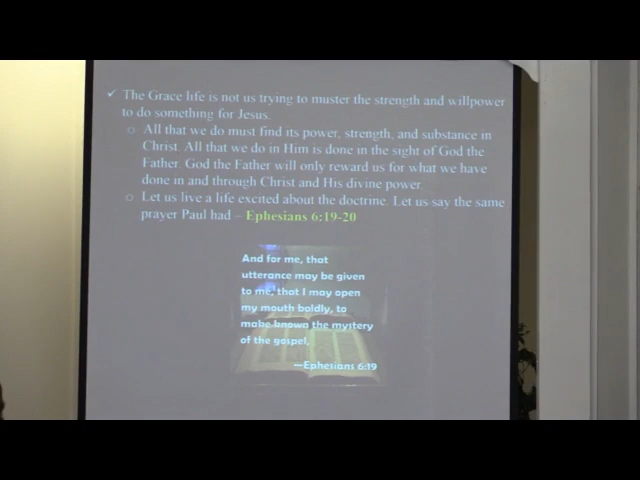 ✓ The Grace life is not us trying to muster the strength and willpower
to do something for Jesus.
o All that we do must find its power, strength, and substance in
Christ. All that we do in Him is done in the sight of God the
Father. God the Father will only reward us for what we have
done in and through Christ and His divine power.
o Let us live a life excited about the doctrine. Let us say the same
prayer Paul had – Ephesians 6:19-20
And for me, that
utterance may be given
to me, that I may open
my mouth boldly, to
make known the mystery
of the gospel,
—Ephesians 6:19